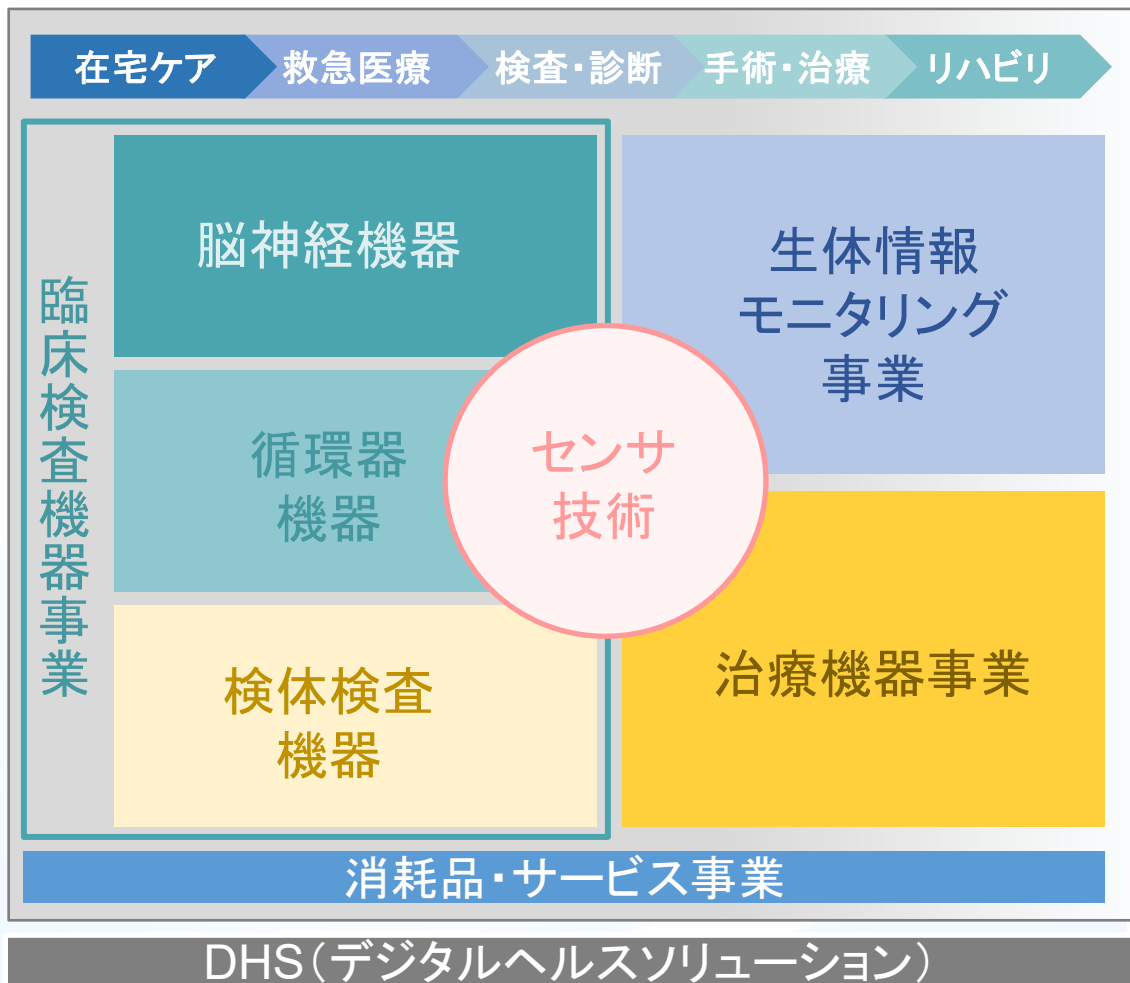 在宅ケア
救急医療
検査・診断
手術・治療
リハビリ
臨床検査機器事業
脳神経機器
循環器
機器
検体検査
機器
センサ
技術
生体情報
モニタリング
事業
治療機器事業
消耗品・サービス事業
DHS（デジタルヘルスソリューション）